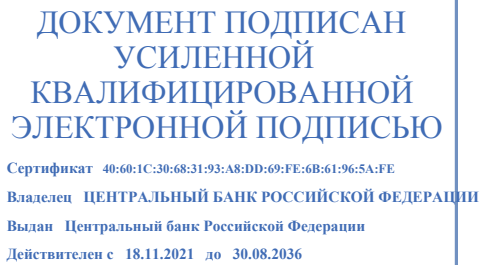 ДОКУМЕНТ ПОДПИСАН
УСИЛЕННОЙ
КВАЛИФИЦИРОВАННОЙ
ЭЛЕКТРОННОЙ ПОДПИСЬЮ
Сертификат 40:60:1C:30:68:31:93:A8:DD:69:FE:6B:61:96:5A:FE
Владелец ЦЕНТРАЛЬНЫЙ БАНК РОССИЙСКОЙ ФЕДЕРАЦИИ
Выдан Центральный банк Российской Федерации
Действителен с 18.11.2021 до 30.08.2036